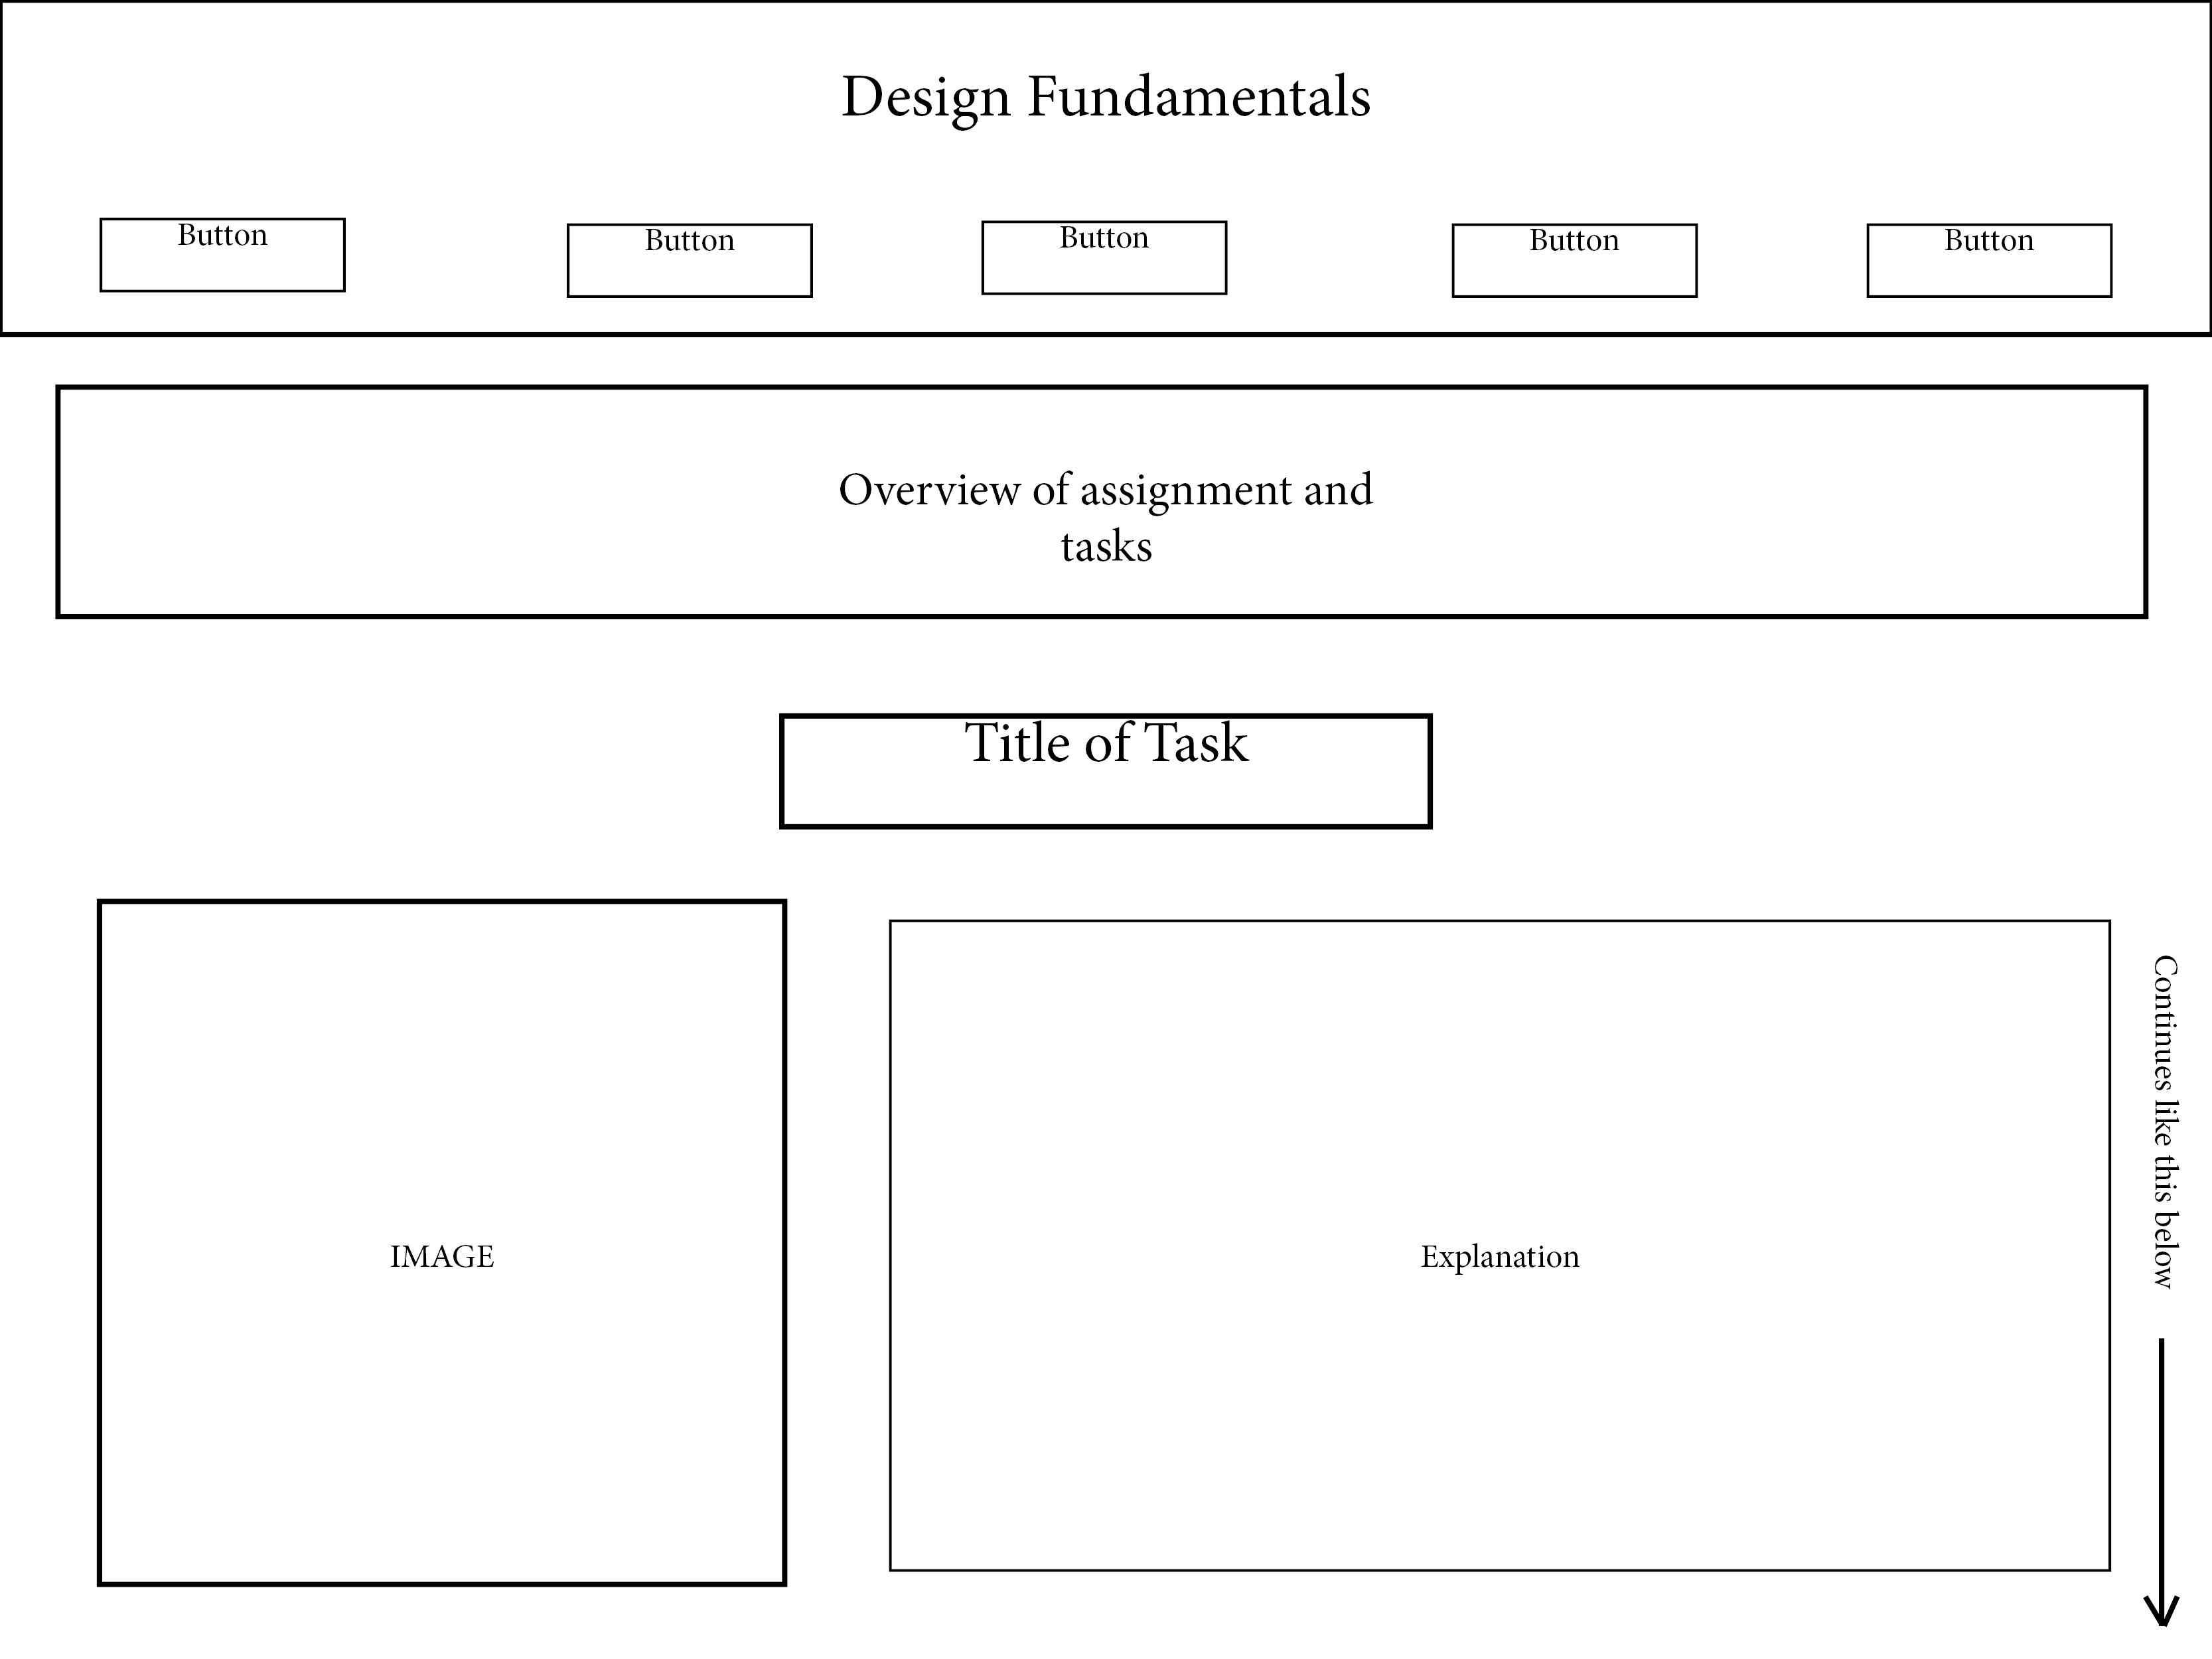 Design Fundamentals
Button
Button
Button
Button
Button
Overview of assignment and
tasks
Title of Task
IMAGE
Explanation
Continues like this below